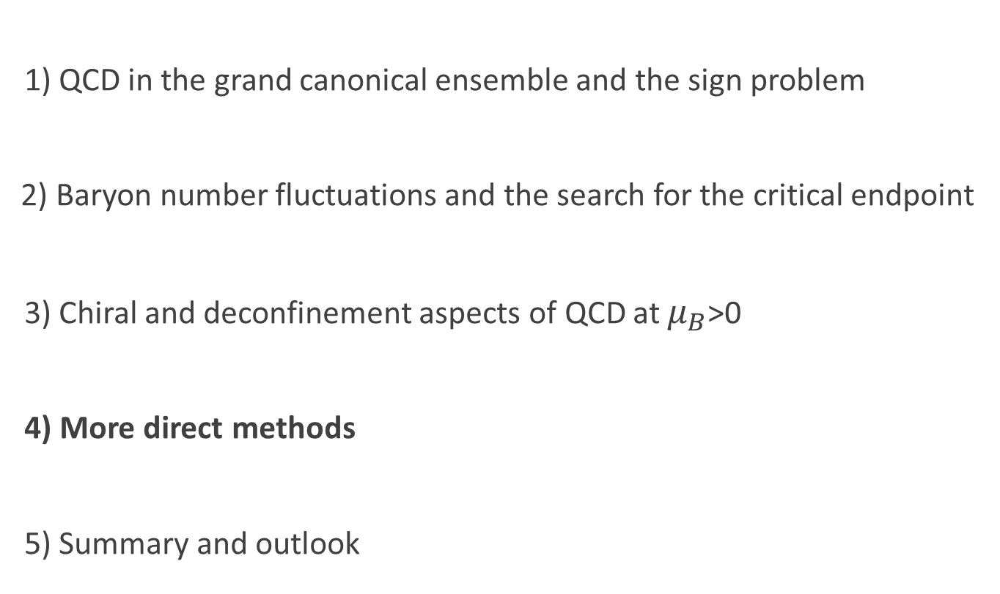 1) QCD in the grand canonical ensemble and the sign problem
2) Baryon number fluctuations and the search for the critical endpoint
3) Chiral and deconfinement aspects of QCD at μ_B>0
4) More direct methods
5) Summary and outlook